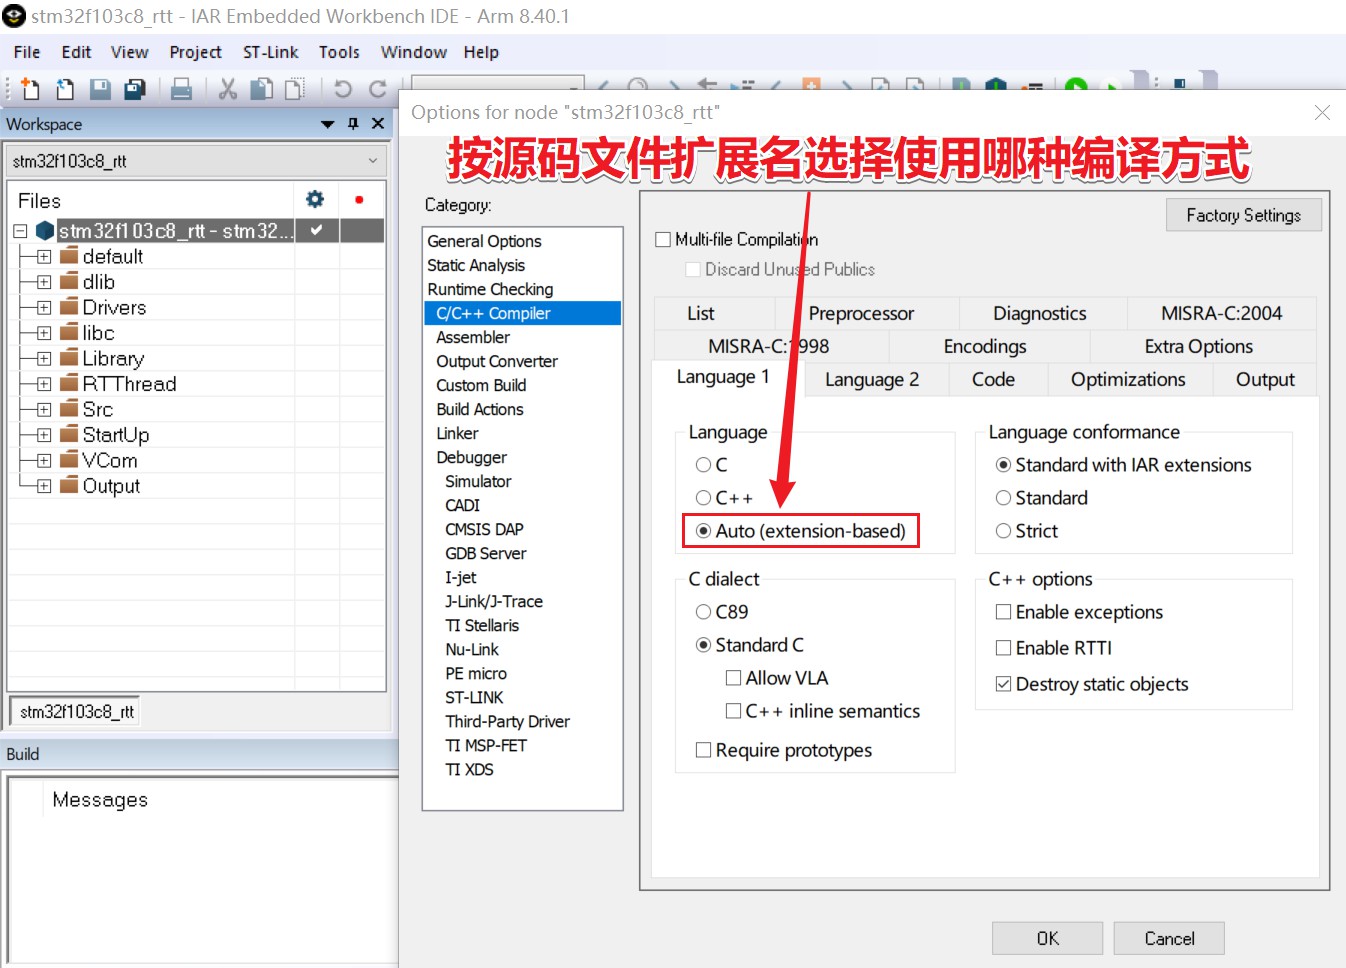 stm32f103c8_rtt - IAR Embedded Workbench IDE - Arm 8.40.1
File Edit View Project ST-Link Tools Window Help
Workspace
stm32f103c8_rtt
Files
stm32f103c8_rtt - stm32...
default
dlib
Drivers
libc
Library
RTThread
Src
StartUp
VCom
Output
stm32f103c8_rtt
Build
Messages
Options for node "stm32f103c8_rtt"
按源码文件扩展名选择使用哪种编译方式
Category:
General Options
Static Analysis
Runtime Checking
C/C++ Compiler
Assembler
Output Converter
Custom Build
Build Actions
Linker
Debugger
Simulator
CADI
CMSIS DAP
GDB Server
I-jet
J-Link/J-Trace
TI Stellaris
Nu-Link
PE micro
ST-LINK
Third-Party Driver
TI MSP-FET
TI XDS
Factory Settings
Multi-file Compilation
Discard Unused Publics
List Preprocessor Diagnostics MISRA-C:2004
MISRA-C:1998 Encodings Extra Options
Language 1 Language 2 Code Optimizations Output
Language
C
C++
Auto (extension-based)
Language conformance
Standard with IAR extensions
Standard
Strict
C dialect
C89
Standard C
Allow VLA
C++ inline semantics
Require prototypes
C++ options
Enable exceptions
Enable RTTI
Destroy static objects
OK Cancel